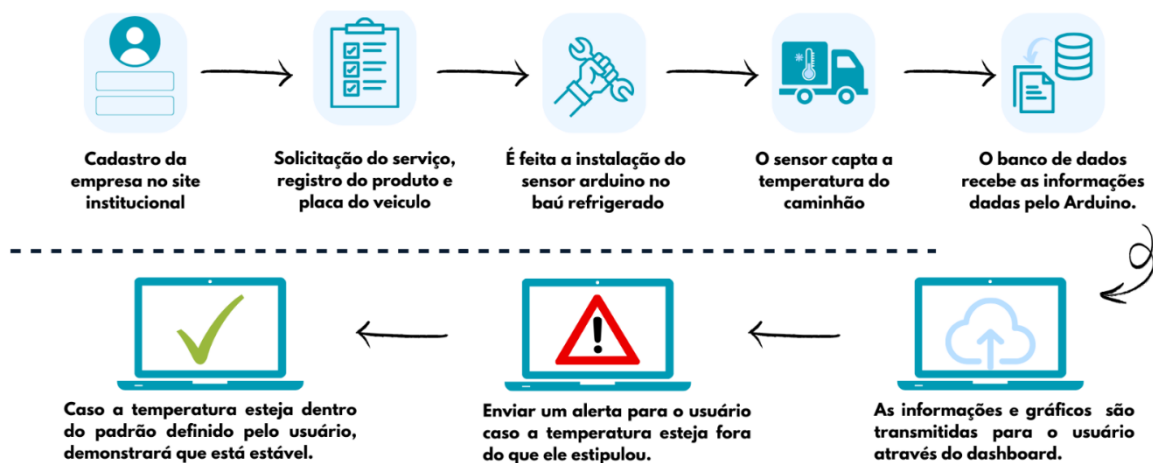 Cadastro da
empresa no site
institucional
Solicitação do serviço,
registro do produto e
placa do veiculo
É feita a instalação do
sensor arduino no
baú refrigerado
O sensor capta a
temperatura do
caminhão
O banco de dados
recebe as informações
dadas pelo Arduino.
As informações e gráficos são
transmitidas para o usuário
através do dashboard.
Enviar um alerta para o usuário
caso a temperatura esteja fora
do que ele estipulou.
Caso a temperatura esteja dentro
do padrão definido pelo usuário,
demonstrará que está estável.